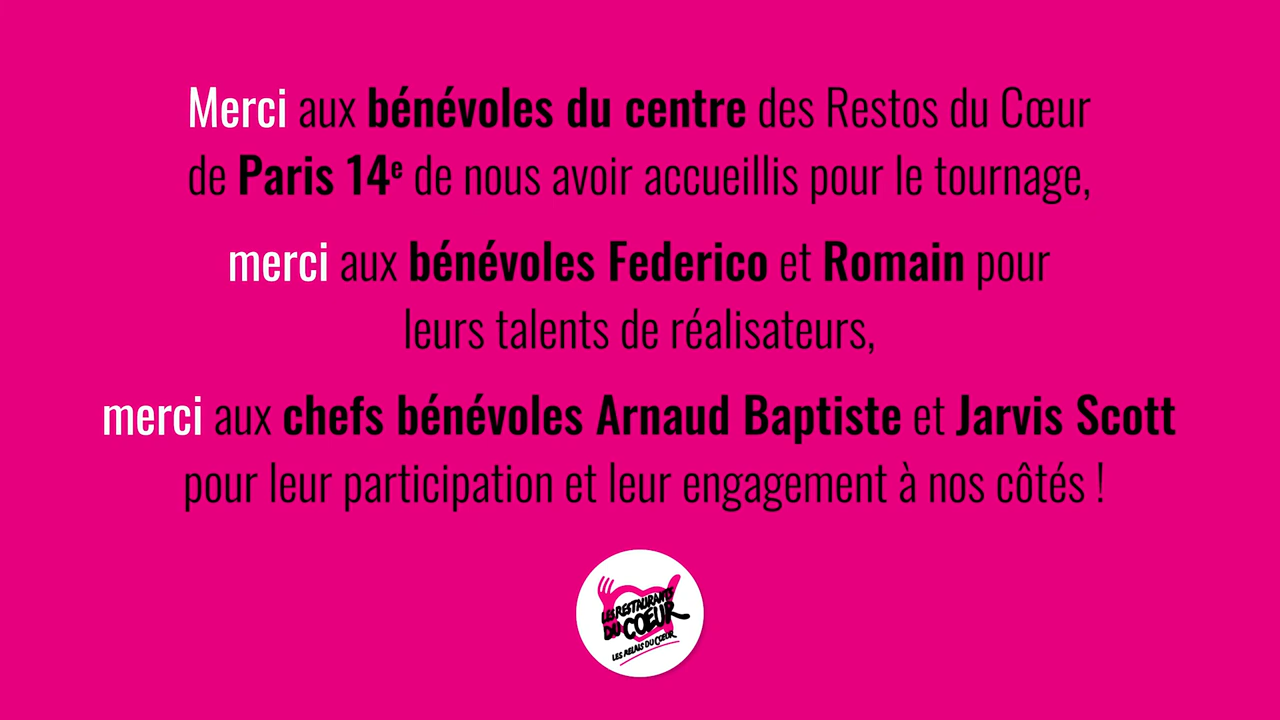 Merci aux bénévoles du centre des Restos du Cœur
de Paris 14ᵉ de nous avoir accueillis pour le tournage,
merci aux bénévoles Federico et Romain pour
leurs talents de réalisateurs,
merci aux chefs bénévoles Arnaud Baptiste et Jarvis Scott
pour leur participation et leur engagement à nos côtés !
LES RESTAURANTS
DU CŒUR
LES RELAIS DU CŒUR